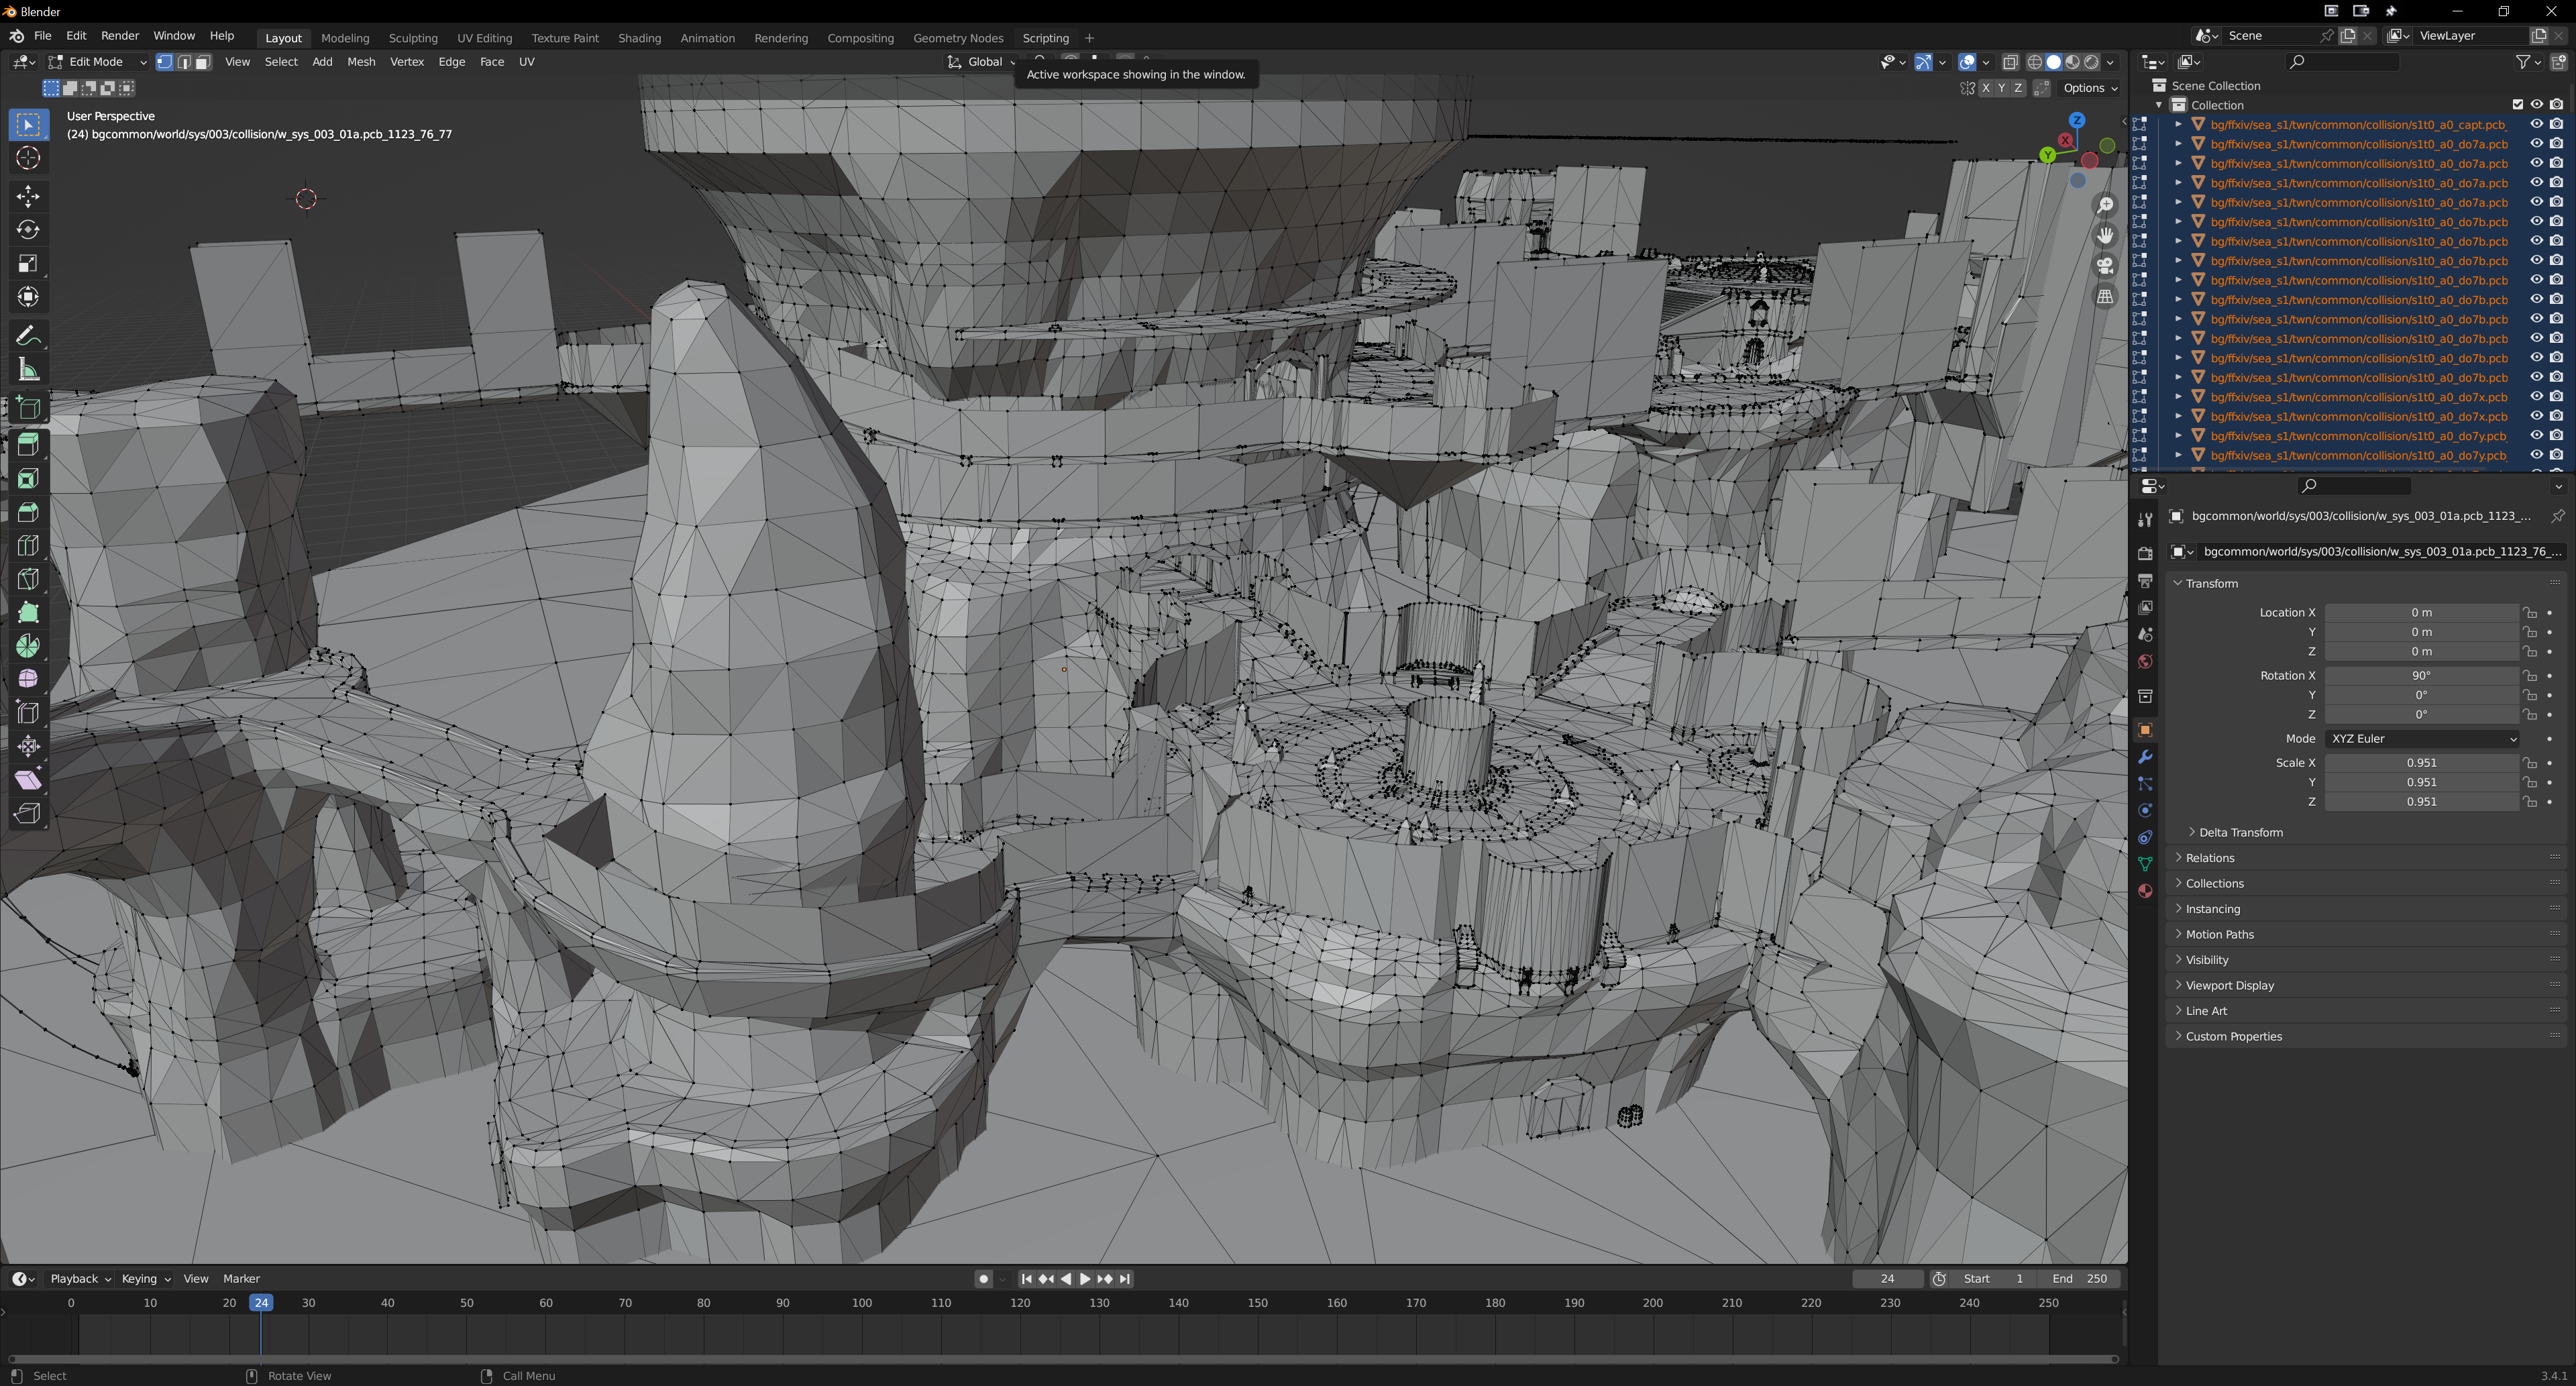 Blender
File Edit Render Window Help Layout Modeling Sculpting UV Editing Texture Paint Shading Animation Rendering Compositing Geometry Nodes Scripting + Scene ViewLayer
Edit Mode View Select Add Mesh Vertex Edge Face UV Global
Active workspace showing in the window.
X Y Z Options
User Perspective
(24) bgcommon/world/sys/003/collision/w_sys_003_01a.pcb_1123_76_77
Z
X
Y
Scene Collection
Collection
bg/ffxiv/sea_s1/twn/common/collision/s1t0_a0_capt.pcb_
bg/ffxiv/sea_s1/twn/common/collision/s1t0_a0_do7a.pcb
bg/ffxiv/sea_s1/twn/common/collision/s1t0_a0_do7a.pcb
bg/ffxiv/sea_s1/twn/common/collision/s1t0_a0_do7a.pcb
bg/ffxiv/sea_s1/twn/common/collision/s1t0_a0_do7a.pcb
bg/ffxiv/sea_s1/twn/common/collision/s1t0_a0_do7b.pcb
bg/ffxiv/sea_s1/twn/common/collision/s1t0_a0_do7b.pcb
bg/ffxiv/sea_s1/twn/common/collision/s1t0_a0_do7b.pcb
bg/ffxiv/sea_s1/twn/common/collision/s1t0_a0_do7b.pcb
bg/ffxiv/sea_s1/twn/common/collision/s1t0_a0_do7b.pcb
bg/ffxiv/sea_s1/twn/common/collision/s1t0_a0_do7b.pcb
bg/ffxiv/sea_s1/twn/common/collision/s1t0_a0_do7b.pcb
bg/ffxiv/sea_s1/twn/common/collision/s1t0_a0_do7b.pcb
bg/ffxiv/sea_s1/twn/common/collision/s1t0_a0_do7b.pcb
bg/ffxiv/sea_s1/twn/common/collision/s1t0_a0_do7x.pcb
bg/ffxiv/sea_s1/twn/common/collision/s1t0_a0_do7x.pcb
bg/ffxiv/sea_s1/twn/common/collision/s1t0_a0_do7y.pcb_
bg/ffxiv/sea_s1/twn/common/collision/s1t0_a0_do7y.pcb_
bgcommon/world/sys/003/collision/w_sys_003_01a.pcb_1123_...
bgcommon/world/sys/003/collision/w_sys_003_01a.pcb_1123_76_...
Transform
Location X 0 m
Y 0 m
Z 0 m
Rotation X 90°
Y 0°
Z 0°
Mode XYZ Euler
Scale X 0.951
Y 0.951
Z 0.951
Delta Transform
Relations
Collections
Instancing
Motion Paths
Visibility
Viewport Display
Line Art
Custom Properties
Playback Keying View Marker 24 Start 1 End 250
0 10 20 24 30 40 50 60 70 80 90 100 110 120 130 140 150 160 170 180 190 200 210 220 230 240 250
Select Rotate View Call Menu 3.4.1